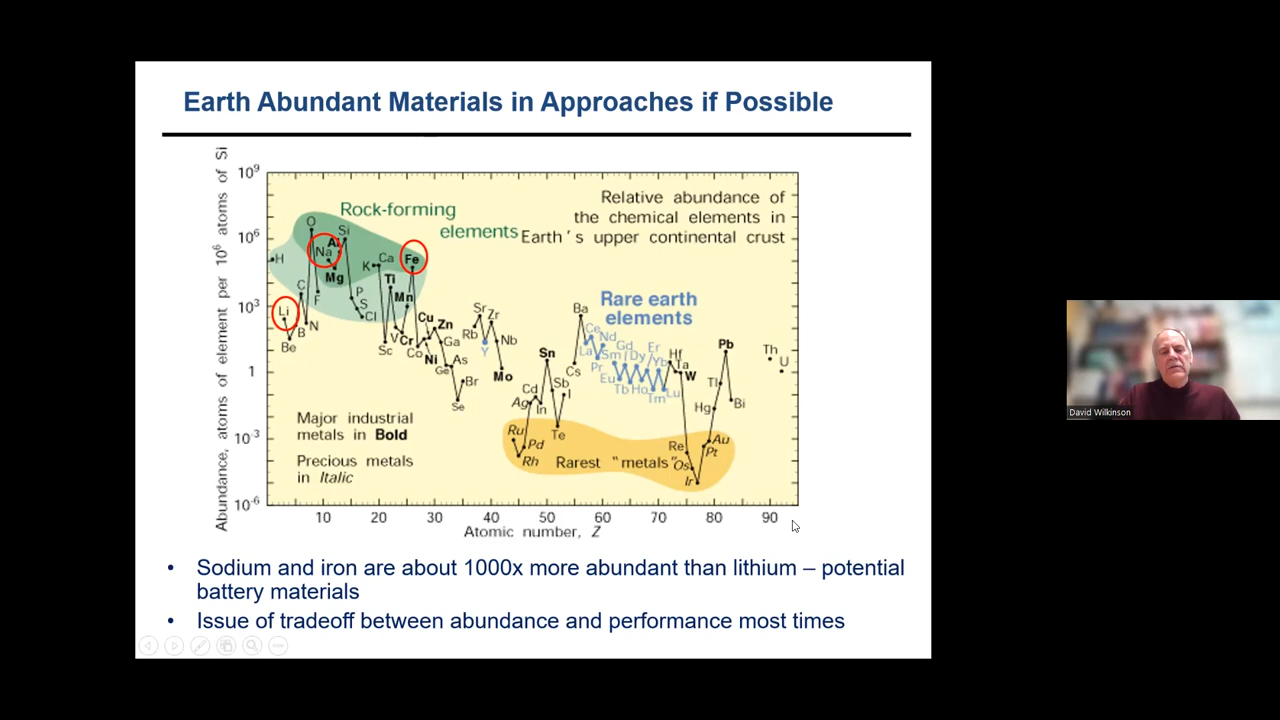 Earth Abundant Materials in Approaches if Possible
Abundance, atoms of element per 10⁶ atoms of Si
10⁹
10⁶
10³
1
10⁻³
10⁻⁶
Rock-forming
elements
Relative abundance of
the chemical elements in
Earth's upper continental crust
Rare earth
elements
Major industrial
metals in Bold
Precious metals
in Italic
Rarest "metals"
H
Li
Be
B
C
N
O
F
Na
Mg
Al
Si
P
S
Cl
K
Ca
Sc
Ti
V
Cr
Mn
Fe
Co
Ni
Cu
Zn
Ga
Ge
As
Se
Br
Rb
Sr
Y
Zr
Nb
Mo
Ru
Rh
Pd
Ag
Cd
In
Sn
Sb
Te
I
Cs
Ba
La
Ce
Pr
Nd
Sm
Eu
Gd
Tb
Dy
Ho
Er
Tm
Yb
Lu
Hf
Ta
W
Re
Os
Ir
Pt
Au
Hg
Tl
Pb
Bi
Th
U
10 20 30 40 50 60 70 80 90
Atomic number, Z
• Sodium and iron are about 1000x more abundant than lithium – potential
battery materials
• Issue of tradeoff between abundance and performance most times
David Wilkinson